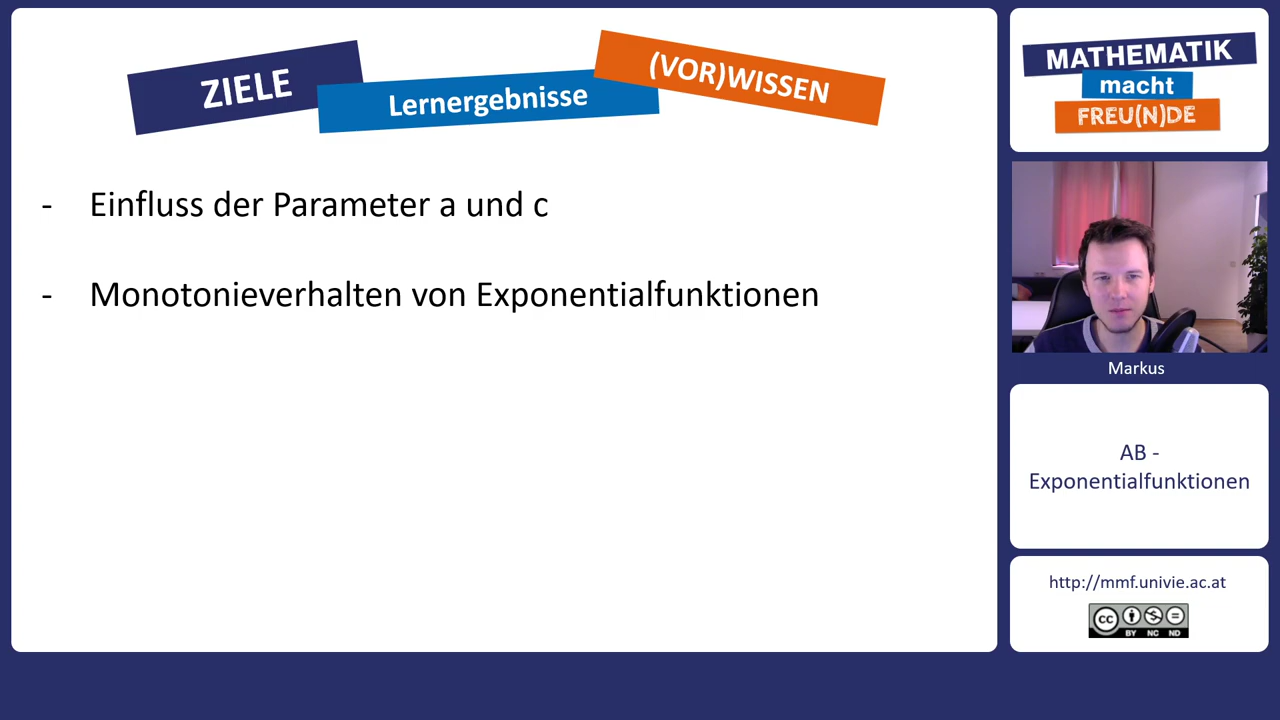 ZIELE
Lernergebnisse
(VOR)WISSEN
- Einfluss der Parameter a und c
- Monotonieverhalten von Exponentialfunktionen
MATHEMATIK
macht
FREU(N)DE
Markus
AB -
Exponentialfunktionen
http://mmf.univie.ac.at
CC
BY NC ND